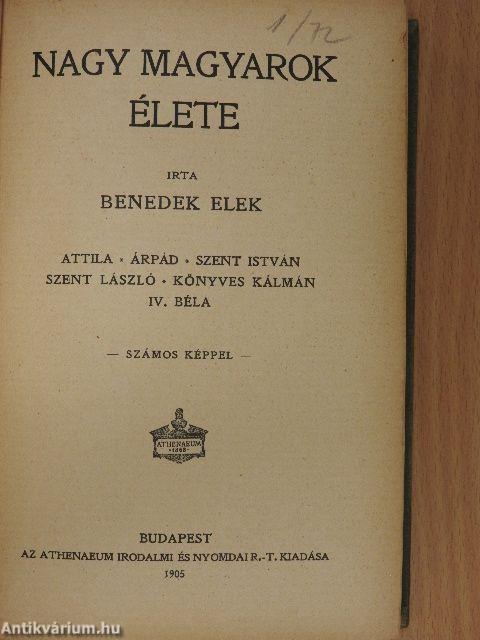 1/72
NAGY MAGYAROK
ÉLETE
IRTA
BENEDEK ELEK
ATTILA • ÁRPÁD • SZENT ISTVÁN
SZENT LÁSZLÓ • KÖNYVES KÁLMÁN
IV. BÉLA
— SZÁMOS KÉPPEL —
ATHENAEUM
·1868·
BUDAPEST
AZ ATHENAEUM IRODALMI ÉS NYOMDAI R.-T. KIADÁSA
1905
Antikvárium.hu